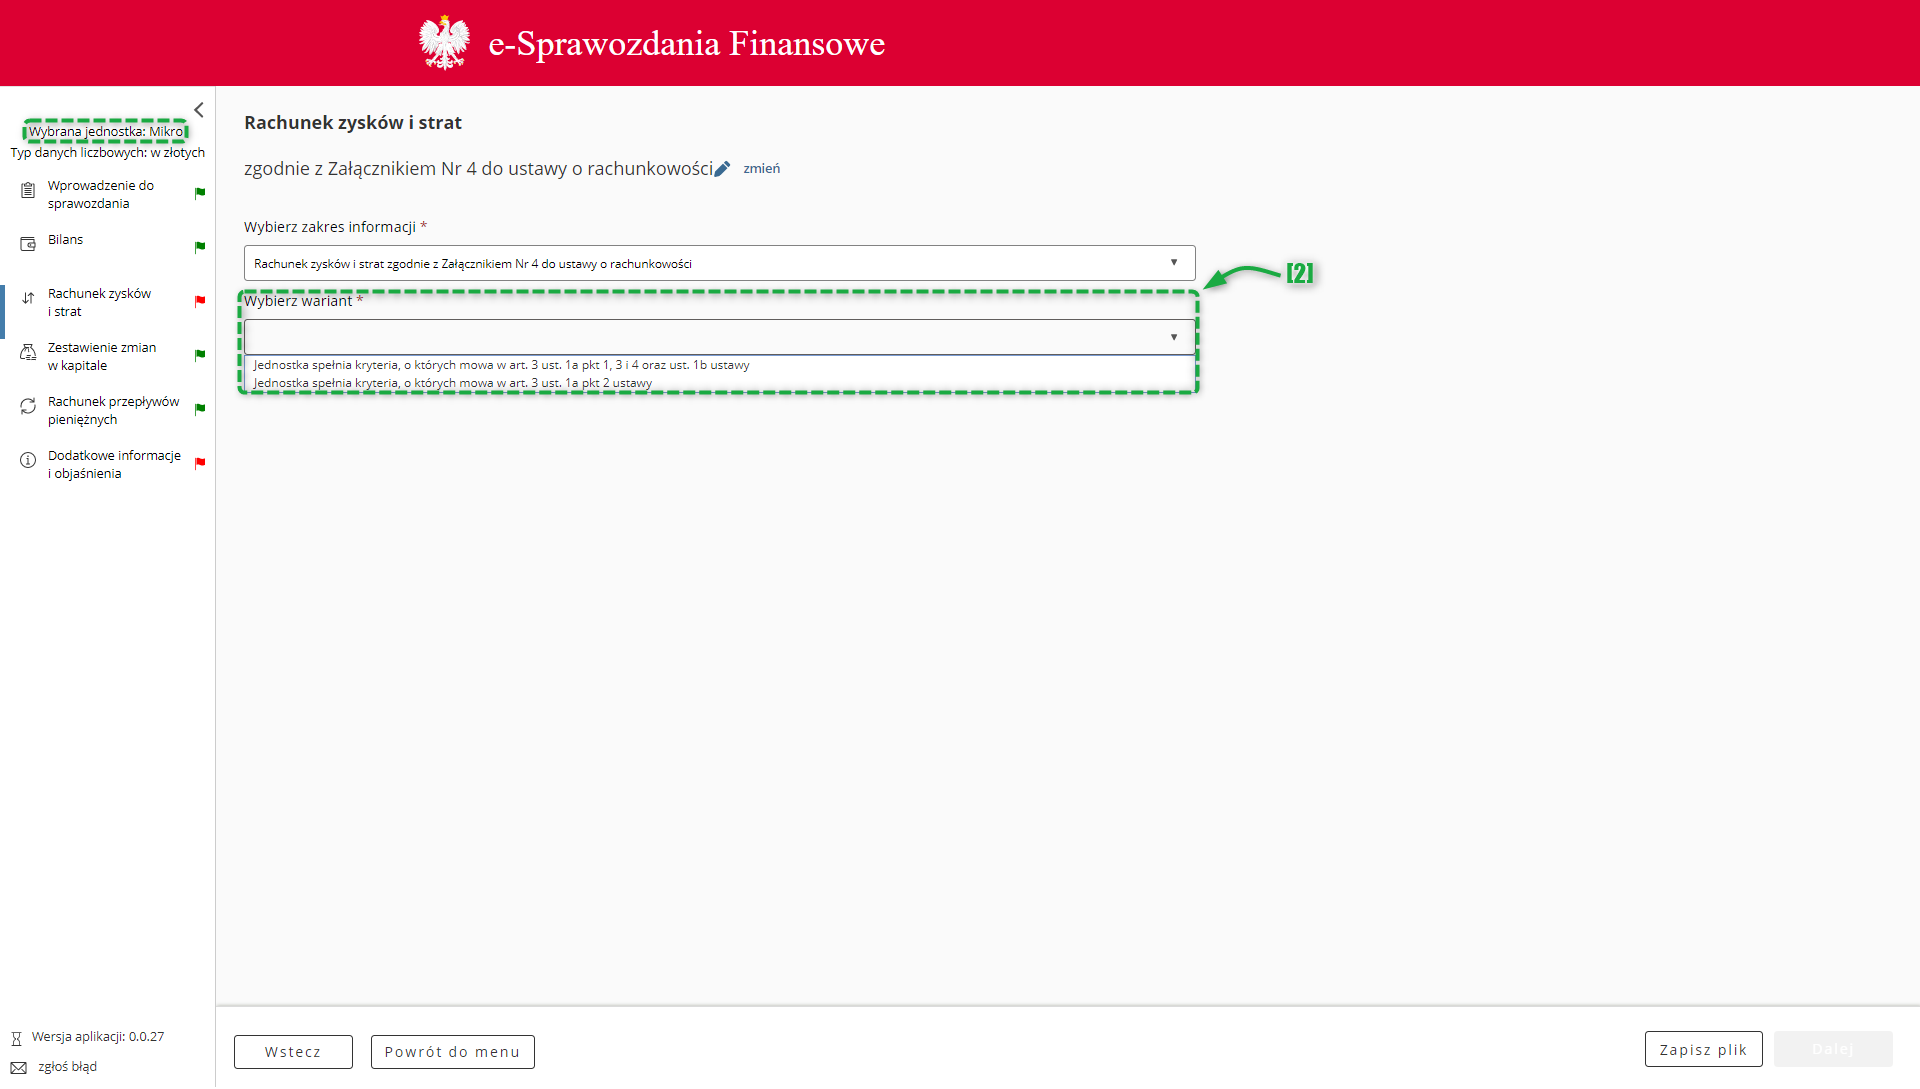 e-Sprawozdania Finansowe
Wybrana jednostka: Mikro
Typ danych liczbowych: w złotych
Wprowadzenie do
sprawozdania
Bilans
Rachunek zysków
i strat
Zestawienie zmian
w kapitale
Rachunek przepływów
pieniężnych
Dodatkowe informacje
i objaśnienia
Wersja aplikacji: 0.0.27
zgłoś błąd
Rachunek zysków i strat
zgodnie z Załącznikiem Nr 4 do ustawy o rachunkowości zmień
Wybierz zakres informacji *
Rachunek zysków i strat zgodnie z Załącznikiem Nr 4 do ustawy o rachunkowości
[2]
Wybierz wariant *
Jednostka spełnia kryteria, o których mowa w art. 3 ust. 1a pkt 1, 3 i 4 oraz ust. 1b ustawy
Jednostka spełnia kryteria, o których mowa w art. 3 ust. 1a pkt 2 ustawy
Wstecz
Powrót do menu
Zapisz plik
Dalej